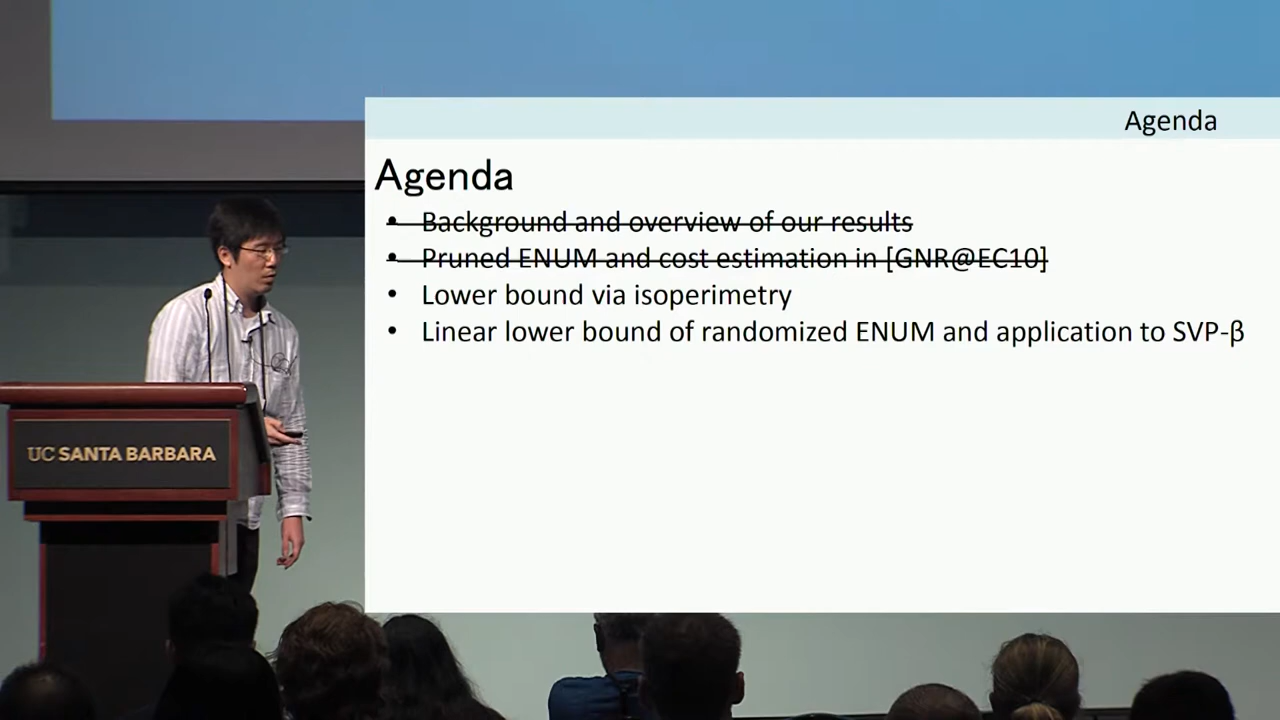 Agenda
Agenda
• Background and overview of our results
• Pruned ENUM and cost estimation in [GNR@EC10]
• Lower bound via isoperimetry
• Linear lower bound of randomized ENUM and application to SVP-β
UC SANTA BARBARA